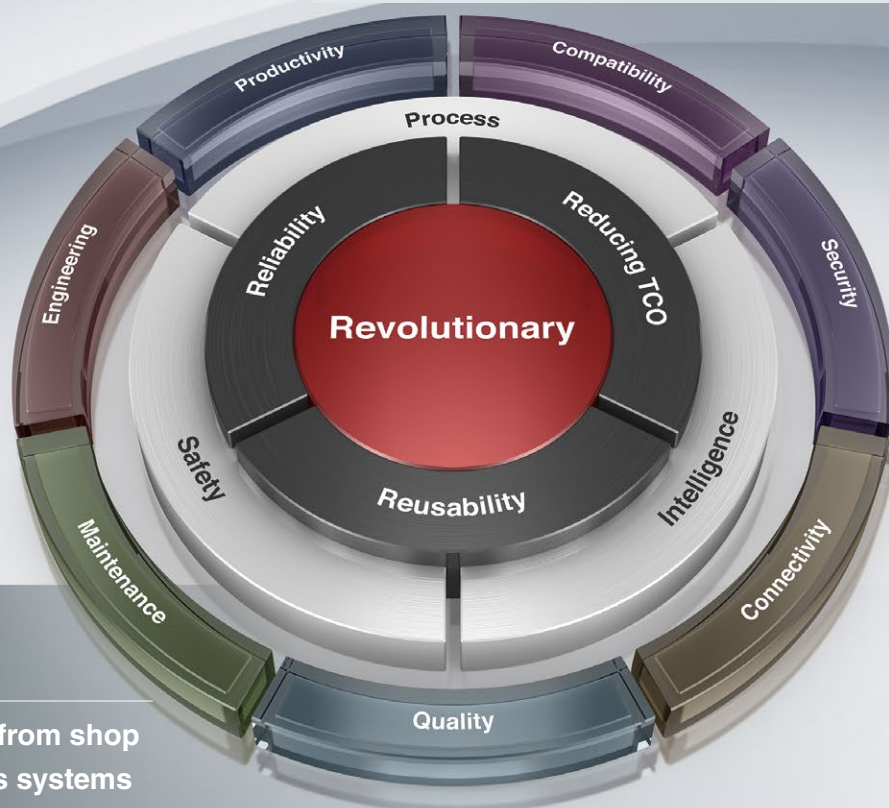 Productivity
Compatibility
Process
Engineering
Reliability
Reducing TCO
Security
Revolutionary
Safety
Reusability
Intelligence
Maintenance
Connectivity
Quality
from shop
s systems